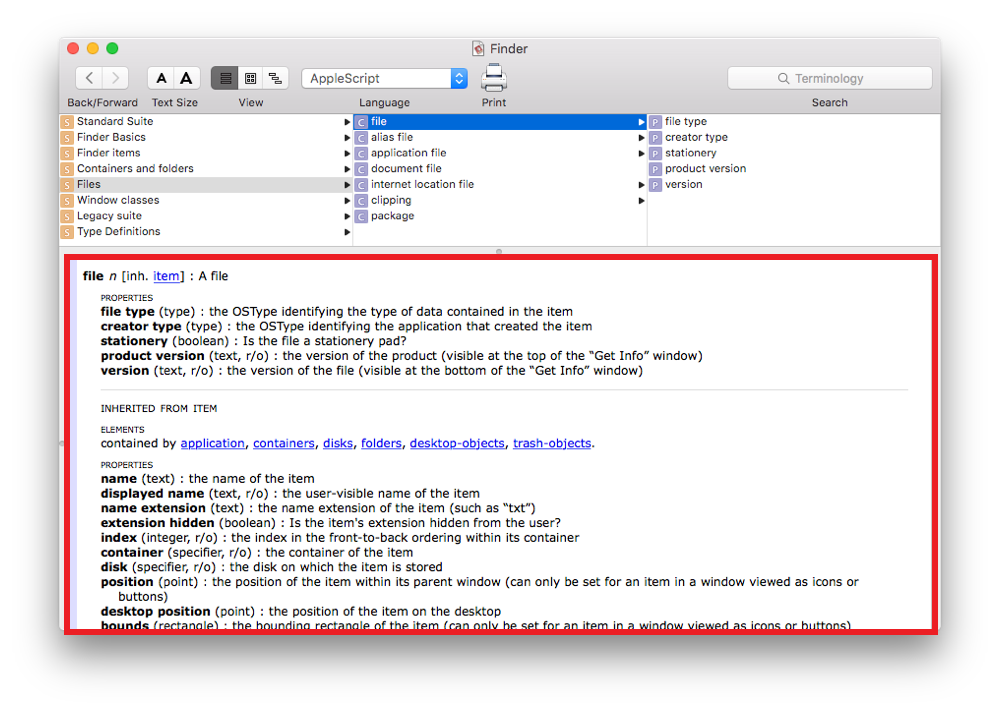 Finder
A A
AppleScript
Terminology
Back/Forward Text Size View Language Print Search
S Standard Suite
S Finder Basics
S Finder items
S Containers and folders
S Files
S Window classes
S Legacy suite
S Type Definitions
C file
C alias file
C application file
C document file
C internet location file
C clipping
C package
P file type
P creator type
P stationery
P product version
P version
file n [inh. item] : A file
PROPERTIES
file type (type) : the OSType identifying the type of data contained in the item
creator type (type) : the OSType identifying the application that created the item
stationery (boolean) : Is the file a stationery pad?
product version (text, r/o) : the version of the product (visible at the top of the “Get Info” window)
version (text, r/o) : the version of the file (visible at the bottom of the “Get Info” window)
INHERITED FROM ITEM
ELEMENTS
contained by application, containers, disks, folders, desktop-objects, trash-objects.
PROPERTIES
name (text) : the name of the item
displayed name (text, r/o) : the user-visible name of the item
name extension (text) : the name extension of the item (such as “txt”)
extension hidden (boolean) : Is the item's extension hidden from the user?
index (integer, r/o) : the index in the front-to-back ordering within its container
container (specifier, r/o) : the container of the item
disk (specifier, r/o) : the disk on which the item is stored
position (point) : the position of the item within its parent window (can only be set for an item in a window viewed as icons or
buttons)
desktop position (point) : the position of the item on the desktop
bounds (rectangle) : the bounding rectangle of the item (can only be set for an item in a window viewed as icons or buttons)